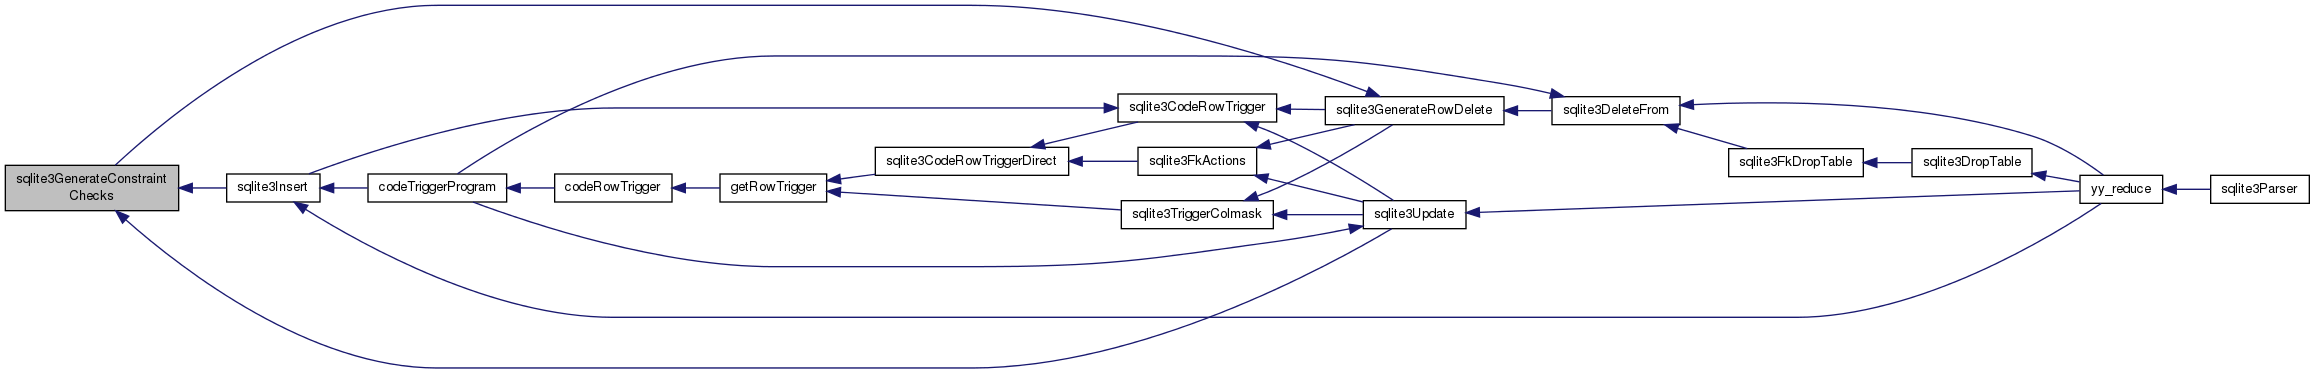 sqlite3GenerateConstraint
Checks
sqlite3Insert
codeTriggerProgram
codeRowTrigger
getRowTrigger
sqlite3CodeRowTriggerDirect
sqlite3CodeRowTrigger
sqlite3FkActions
sqlite3TriggerColmask
sqlite3GenerateRowDelete
sqlite3Update
sqlite3DeleteFrom
sqlite3FkDropTable
sqlite3DropTable
yy_reduce
sqlite3Parser